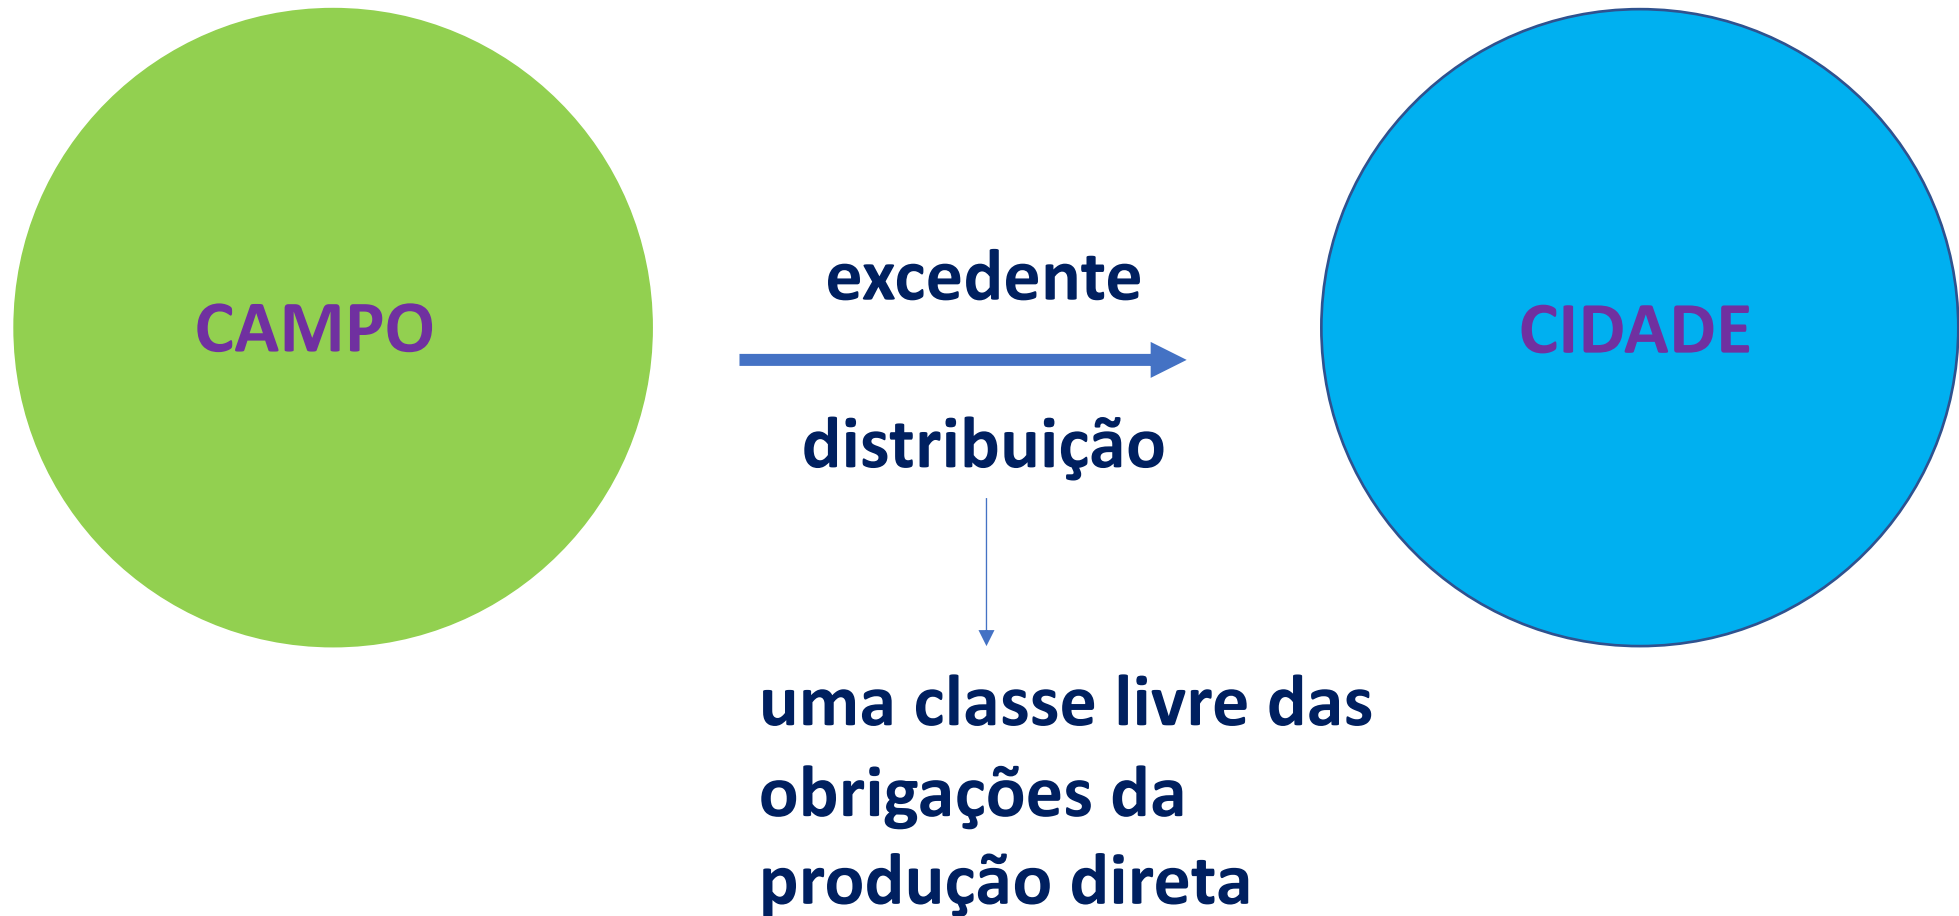 CAMPO
excedente
distribuição
CIDADE
uma classe livre das
obrigações da
produção direta